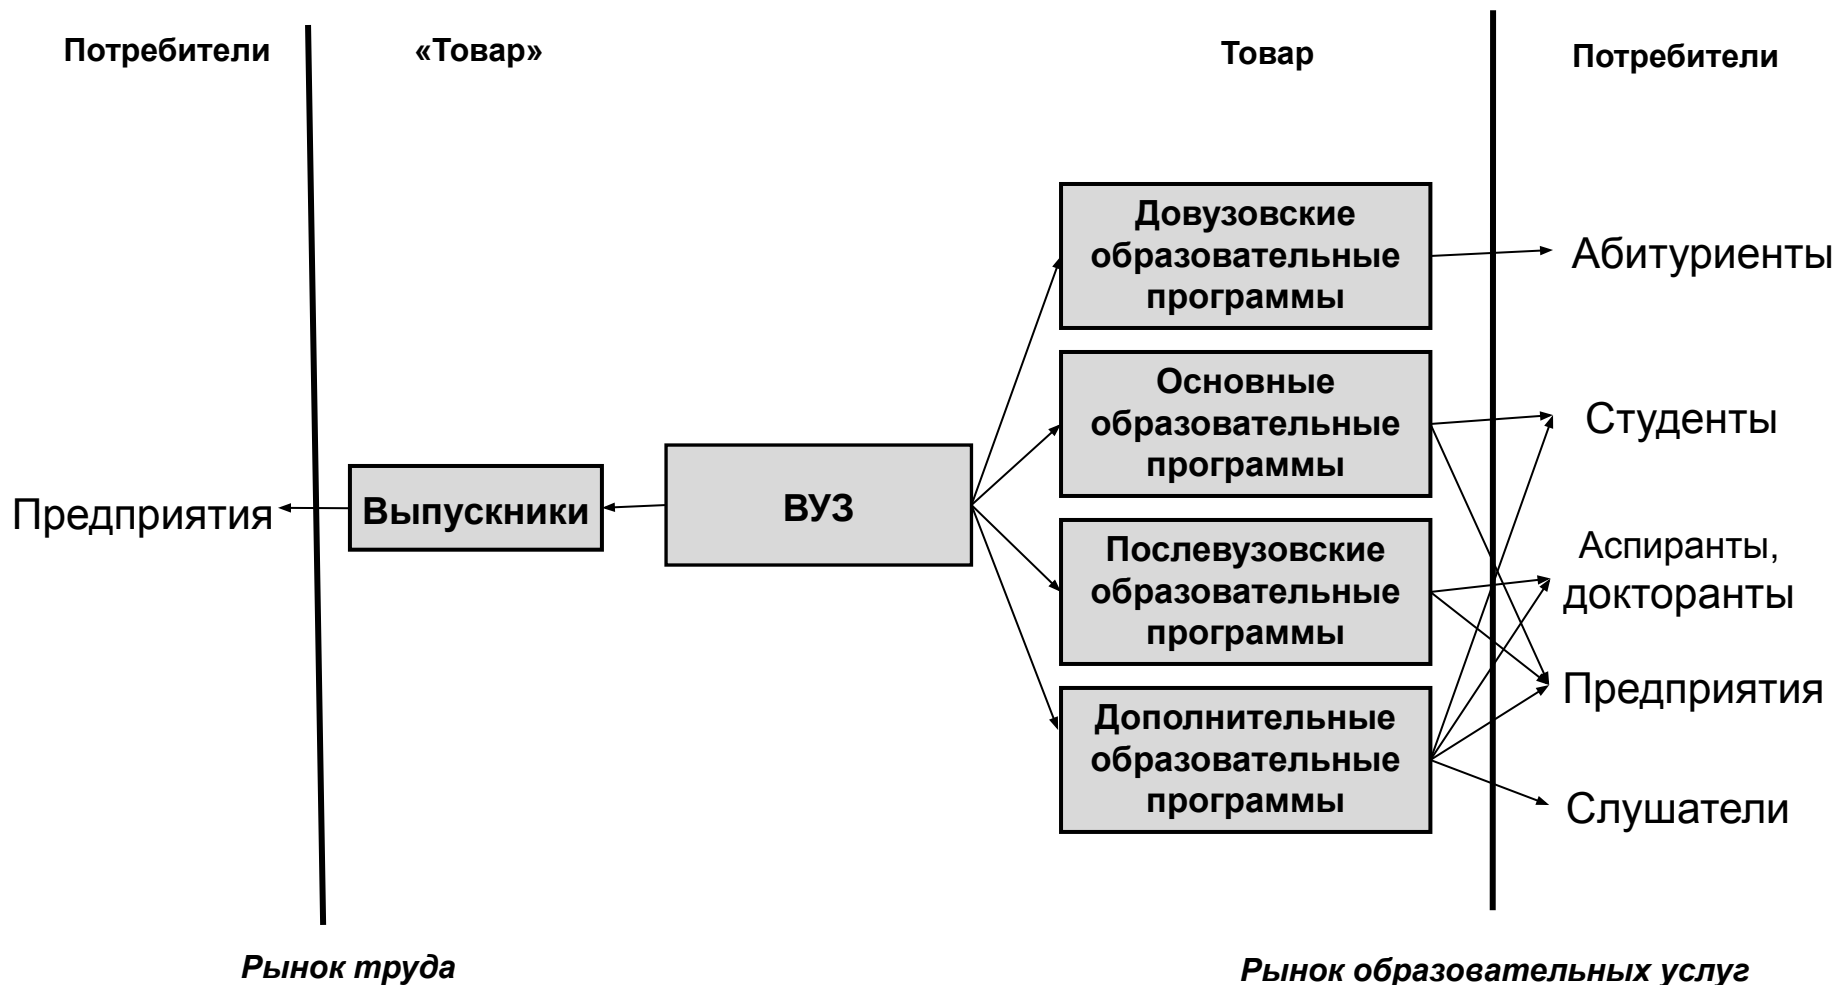 Потребители
«Товар»
Товар
Потребители
Довузовские
образовательные
программы
Абитуриенты
Основные
образовательные
программы
Студенты
Предприятия
Выпускники
ВУЗ
Послевузовские
образовательные
программы
Аспиранты,
докторанты
Предприятия
Дополнительные
образовательные
программы
Слушатели
Рынок труда
Рынок образовательных услуг